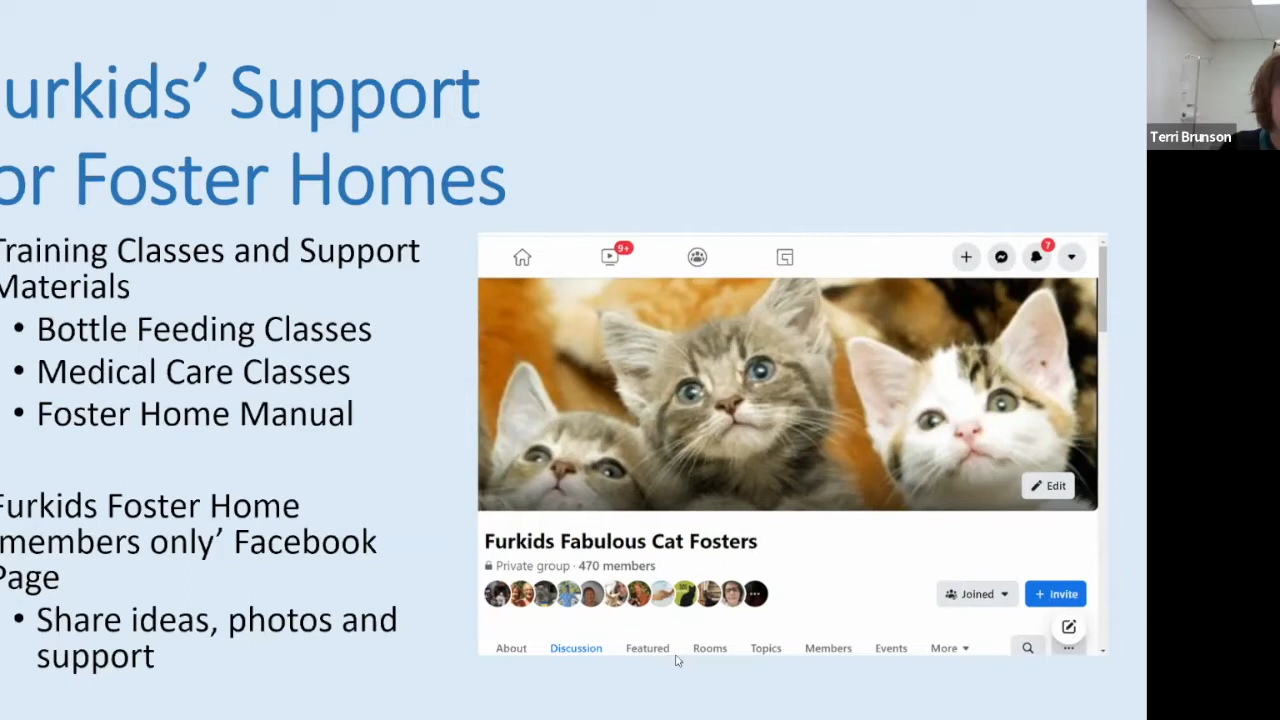 urkids’ Support
or Foster Homes
Training Classes and Support
Materials
• Bottle Feeding Classes
• Medical Care Classes
• Foster Home Manual
Furkids Foster Home
members only’ Facebook
Page
• Share ideas, photos and
support
9+
7
Edit
Furkids Fabulous Cat Fosters
Private group · 470 members
Joined
+ Invite
About Discussion Featured Rooms Topics Members Events More
Terri Brunson